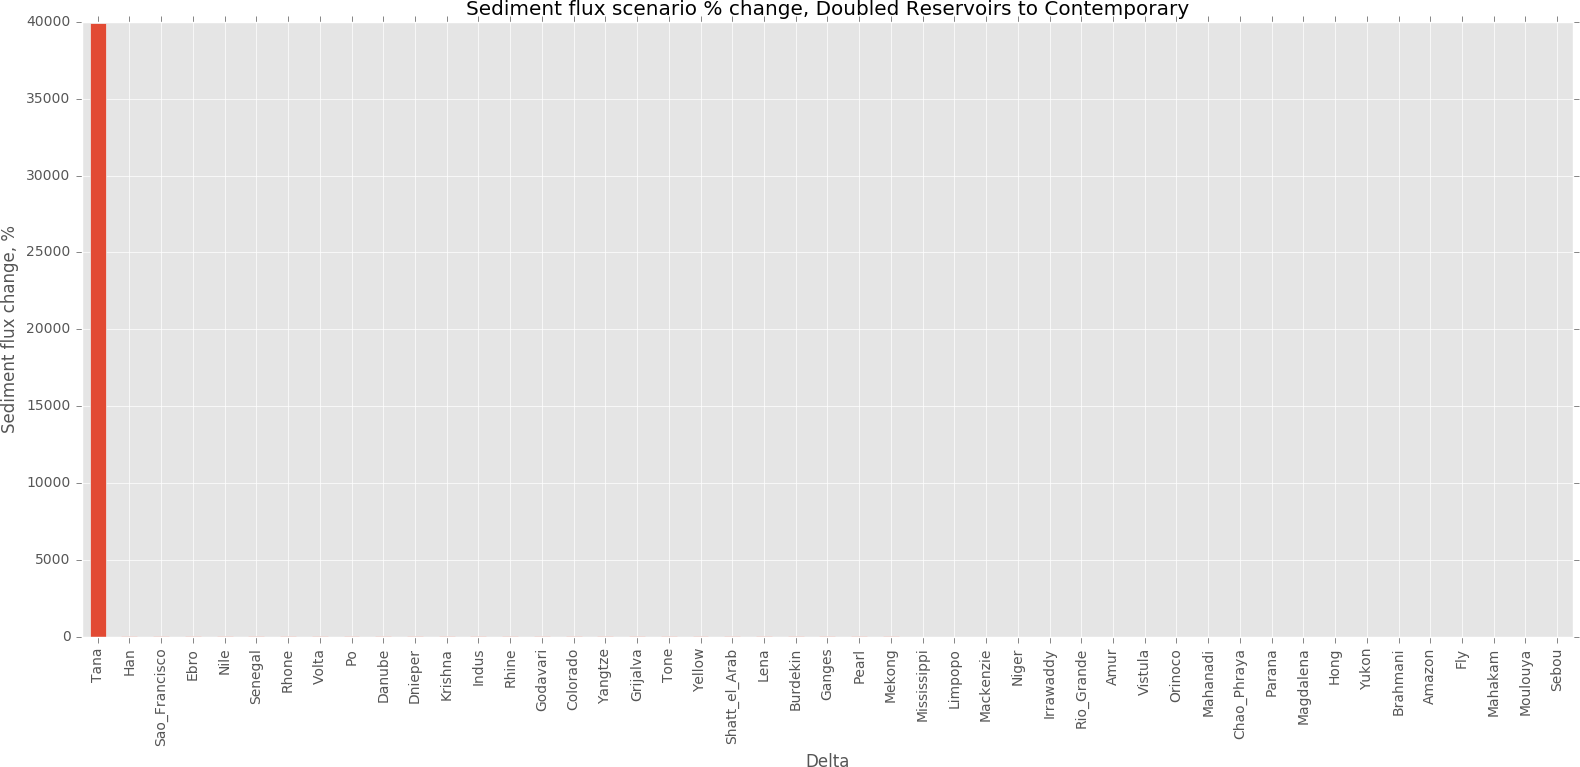 Sediment flux scenario % change, Doubled Reservoirs to Contemporary
Sediment flux change, %
40000
35000
30000
25000
20000
15000
10000
5000
0
Tana
Han
Sao_Francisco
Ebro
Nile
Senegal
Rhone
Volta
Po
Danube
Dnieper
Krishna
Indus
Rhine
Godavari
Colorado
Yangtze
Grijalva
Tone
Yellow
Shatt_el_Arab
Lena
Burdekin
Ganges
Pearl
Mekong
Mississippi
Limpopo
Mackenzie
Niger
Irrawaddy
Rio_Grande
Amur
Vistula
Orinoco
Mahanadi
Chao_Phraya
Parana
Magdalena
Hong
Yukon
Brahmani
Amazon
Fly
Mahakam
Moulouya
Sebou
Delta